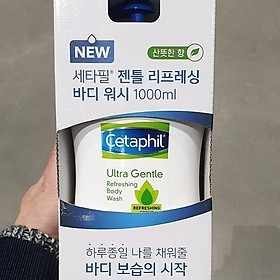 NEW
산뜻한 향
세타필® 젠틀 리프레싱
바디 워시 1000ml
Cetaphil
Ultra Gentle
Refreshing
Body
Wash
REFRESHING
하루종일 나를 채워줄
바디 보습의 시작